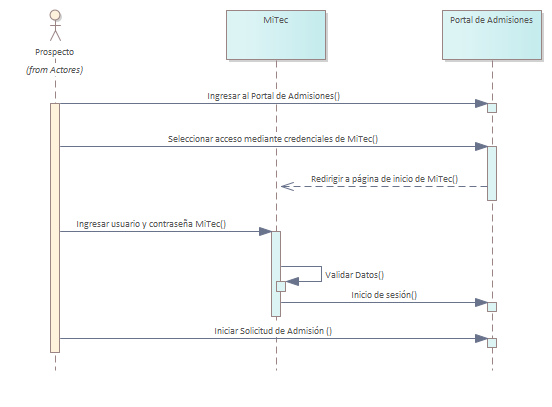 MiTec
Portal de Admisiones
Prospecto
(from Actores)
Ingresar al Portal de Admisiones()
Seleccionar acceso mediante credenciales de MiTec()
Redirigir a página de inicio de MiTec()
Ingresar usuario y contraseña MiTec()
Validar Datos()
Inicio de sesión()
Iniciar Solicitud de Admisión ()